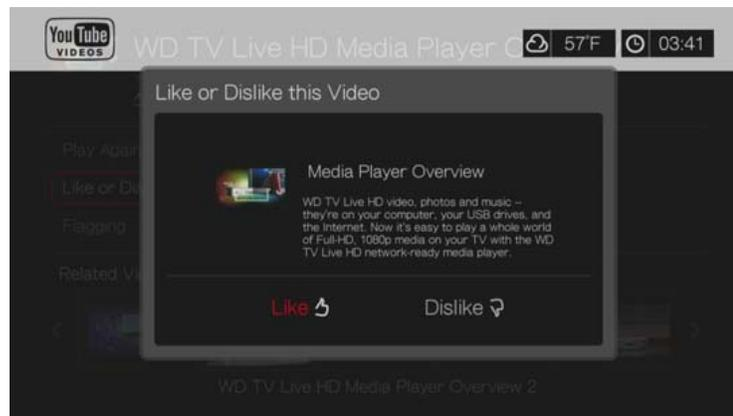 You Tube
VIDEOS
WD TV Live HD Media Player O
57°F
03:41
Like or Dislike this Video
Play Again
Like or Dis
Flagging
Related Vi
Media Player Overview
WD TV Live HD video, photos and music –
they're on your computer, your USB drives, and
the Internet. Now it's easy to play a whole world
of Full-HD, 1080p media on your TV with the WD
TV Live HD network-ready media player.
Like
Dislike
WD TV Live HD Media Player Overview 2